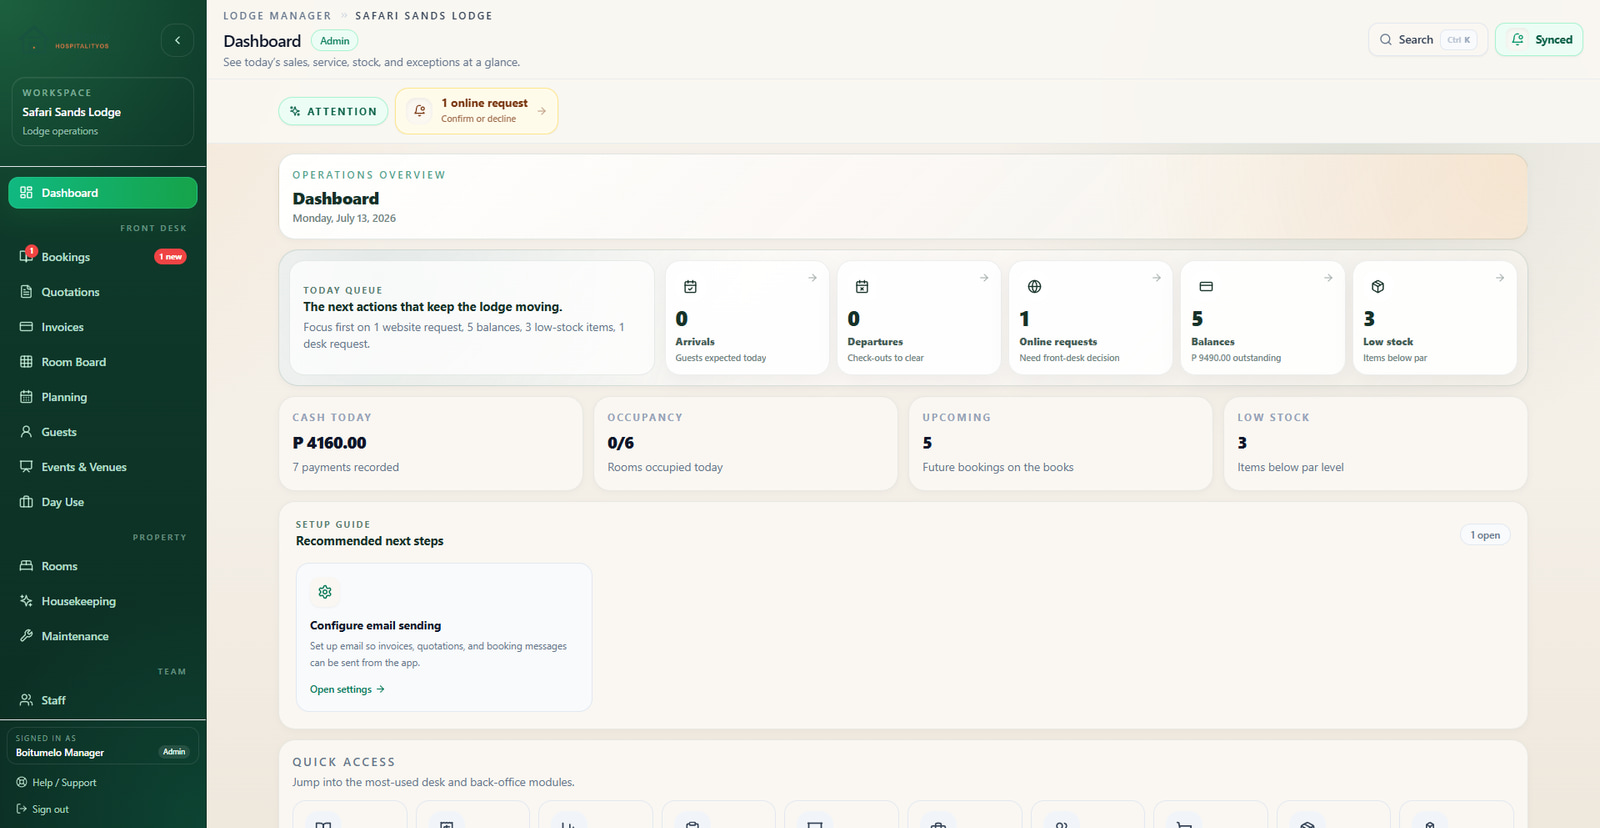 HOSPITALITYOS
WORKSPACE
Safari Sands Lodge
Lodge operations
Dashboard
FRONT DESK
1
Bookings
1 new
Quotations
Invoices
Room Board
Planning
Guests
Events & Venues
Day Use
PROPERTY
Rooms
Housekeeping
Maintenance
TEAM
Staff
SIGNED IN AS
Boitumelo Manager
Admin
Help / Support
Sign out
LODGE MANAGER » SAFARI SANDS LODGE
Dashboard
Admin
See today's sales, service, stock, and exceptions at a glance.
Search
Ctrl K
Synced
ATTENTION
1 online request
Confirm or decline
OPERATIONS OVERVIEW
Dashboard
Monday, July 13, 2026
TODAY QUEUE
The next actions that keep the lodge moving.
Focus first on 1 website request, 5 balances, 3 low-stock items, 1
desk request.
0
Arrivals
Guests expected today
0
Departures
Check-outs to clear
1
Online requests
Need front-desk decision
5
Balances
P 9490.00 outstanding
3
Low stock
Items below par
CASH TODAY
P 4160.00
7 payments recorded
OCCUPANCY
0/6
Rooms occupied today
UPCOMING
5
Future bookings on the books
LOW STOCK
3
Items below par level
SETUP GUIDE
Recommended next steps
1 open
Configure email sending
Set up email so invoices, quotations, and booking messages
can be sent from the app.
Open settings
QUICK ACCESS
Jump into the most-used desk and back-office modules.